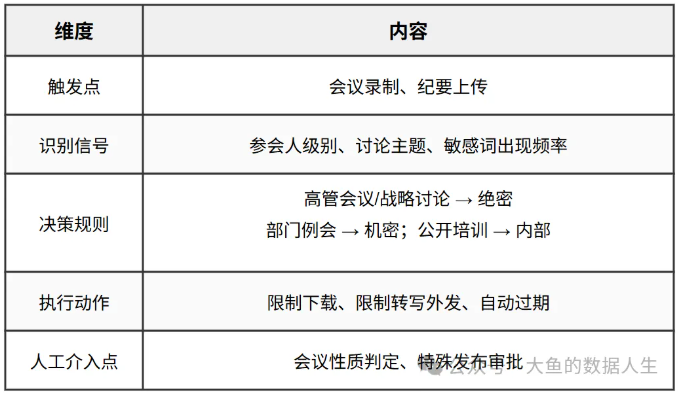 维度 内容
触发点 会议录制、纪要上传
识别信号 参会人级别、讨论主题、敏感词出现频率
决策规则 高管会议/战略讨论 → 绝密
部门例会 → 机密；公开培训 → 内部
执行动作 限制下载、限制转写外发、自动过期
人工介入点 会议性质判定、特殊发布审批
公众号 · 大鱼的数据人生